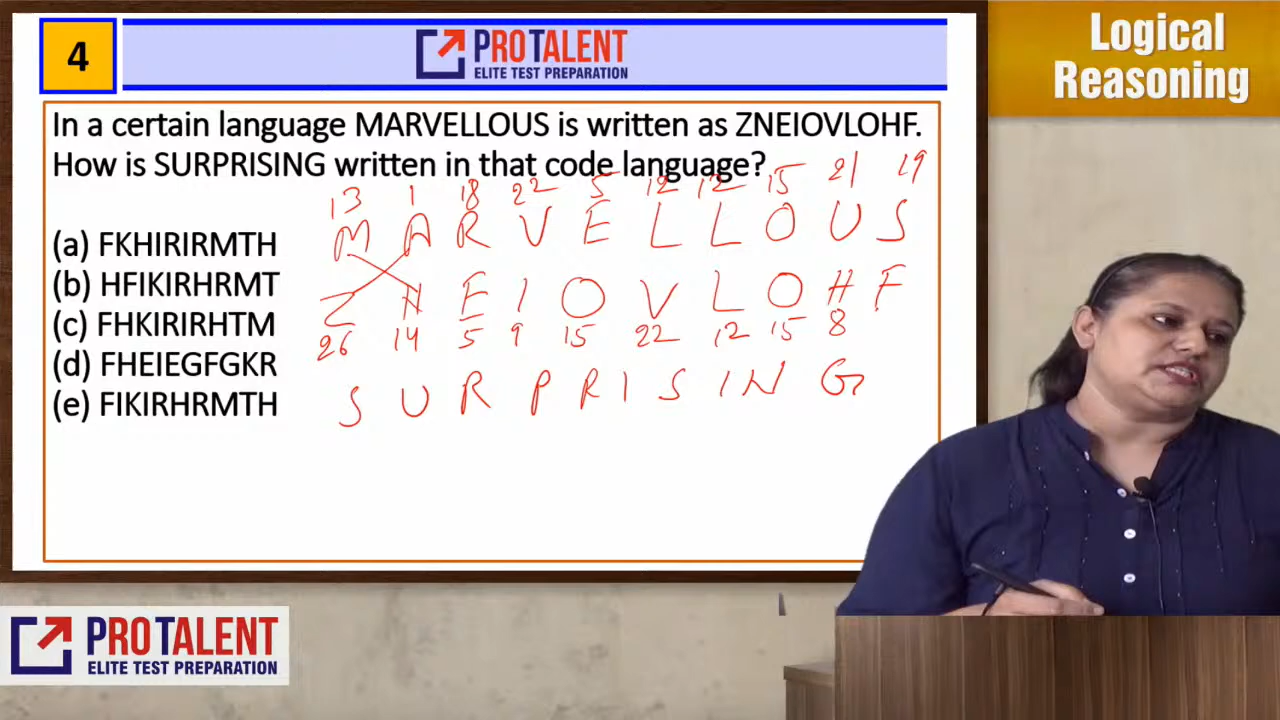 4
PROTALENT
ELITE TEST PREPARATION
Logical
Reasoning
In a certain language MARVELLOUS is written as ZNEIOVLOHF.
How is SURPRISING written in that code language?
(a) FKHIRIRMTH
(b) HFIKIRHRMT
(c) FHKIRIRHTM
(d) FHEIEGFGKR
(e) FIKIRHRMTH
13 1 18 22 5 12 12 15 21 19
M A R V E L L O U S
Z N E I O V L O H F
26 14 5 9 15 22 12 15 8
S U R P R I S I N G
PROTALENT
ELITE TEST PREPARATION